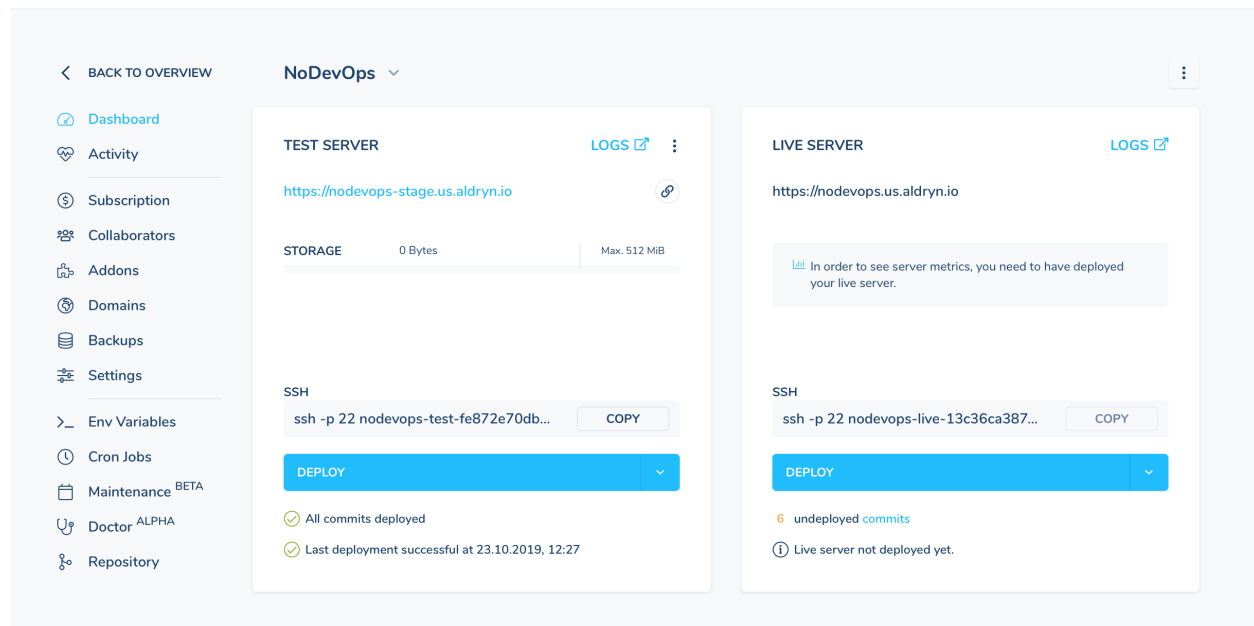 BACK TO OVERVIEW
NoDevOps
Dashboard
Activity
Subscription
Collaborators
Addons
Domains
Backups
Settings
Env Variables
Cron Jobs
Maintenance BETA
Doctor ALPHA
Repository
TEST SERVER
LOGS
https://nodevops-stage.us.aldryn.io
STORAGE 0 Bytes Max. 512 MiB
SSH
ssh -p 22 nodevops-test-fe872e70db... COPY
DEPLOY
All commits deployed
Last deployment successful at 23.10.2019, 12:27
LIVE SERVER
LOGS
https://nodevops.us.aldryn.io
In order to see server metrics, you need to have deployed
your live server.
SSH
ssh -p 22 nodevops-live-13c36ca387... COPY
DEPLOY
6 undeployed commits
Live server not deployed yet.